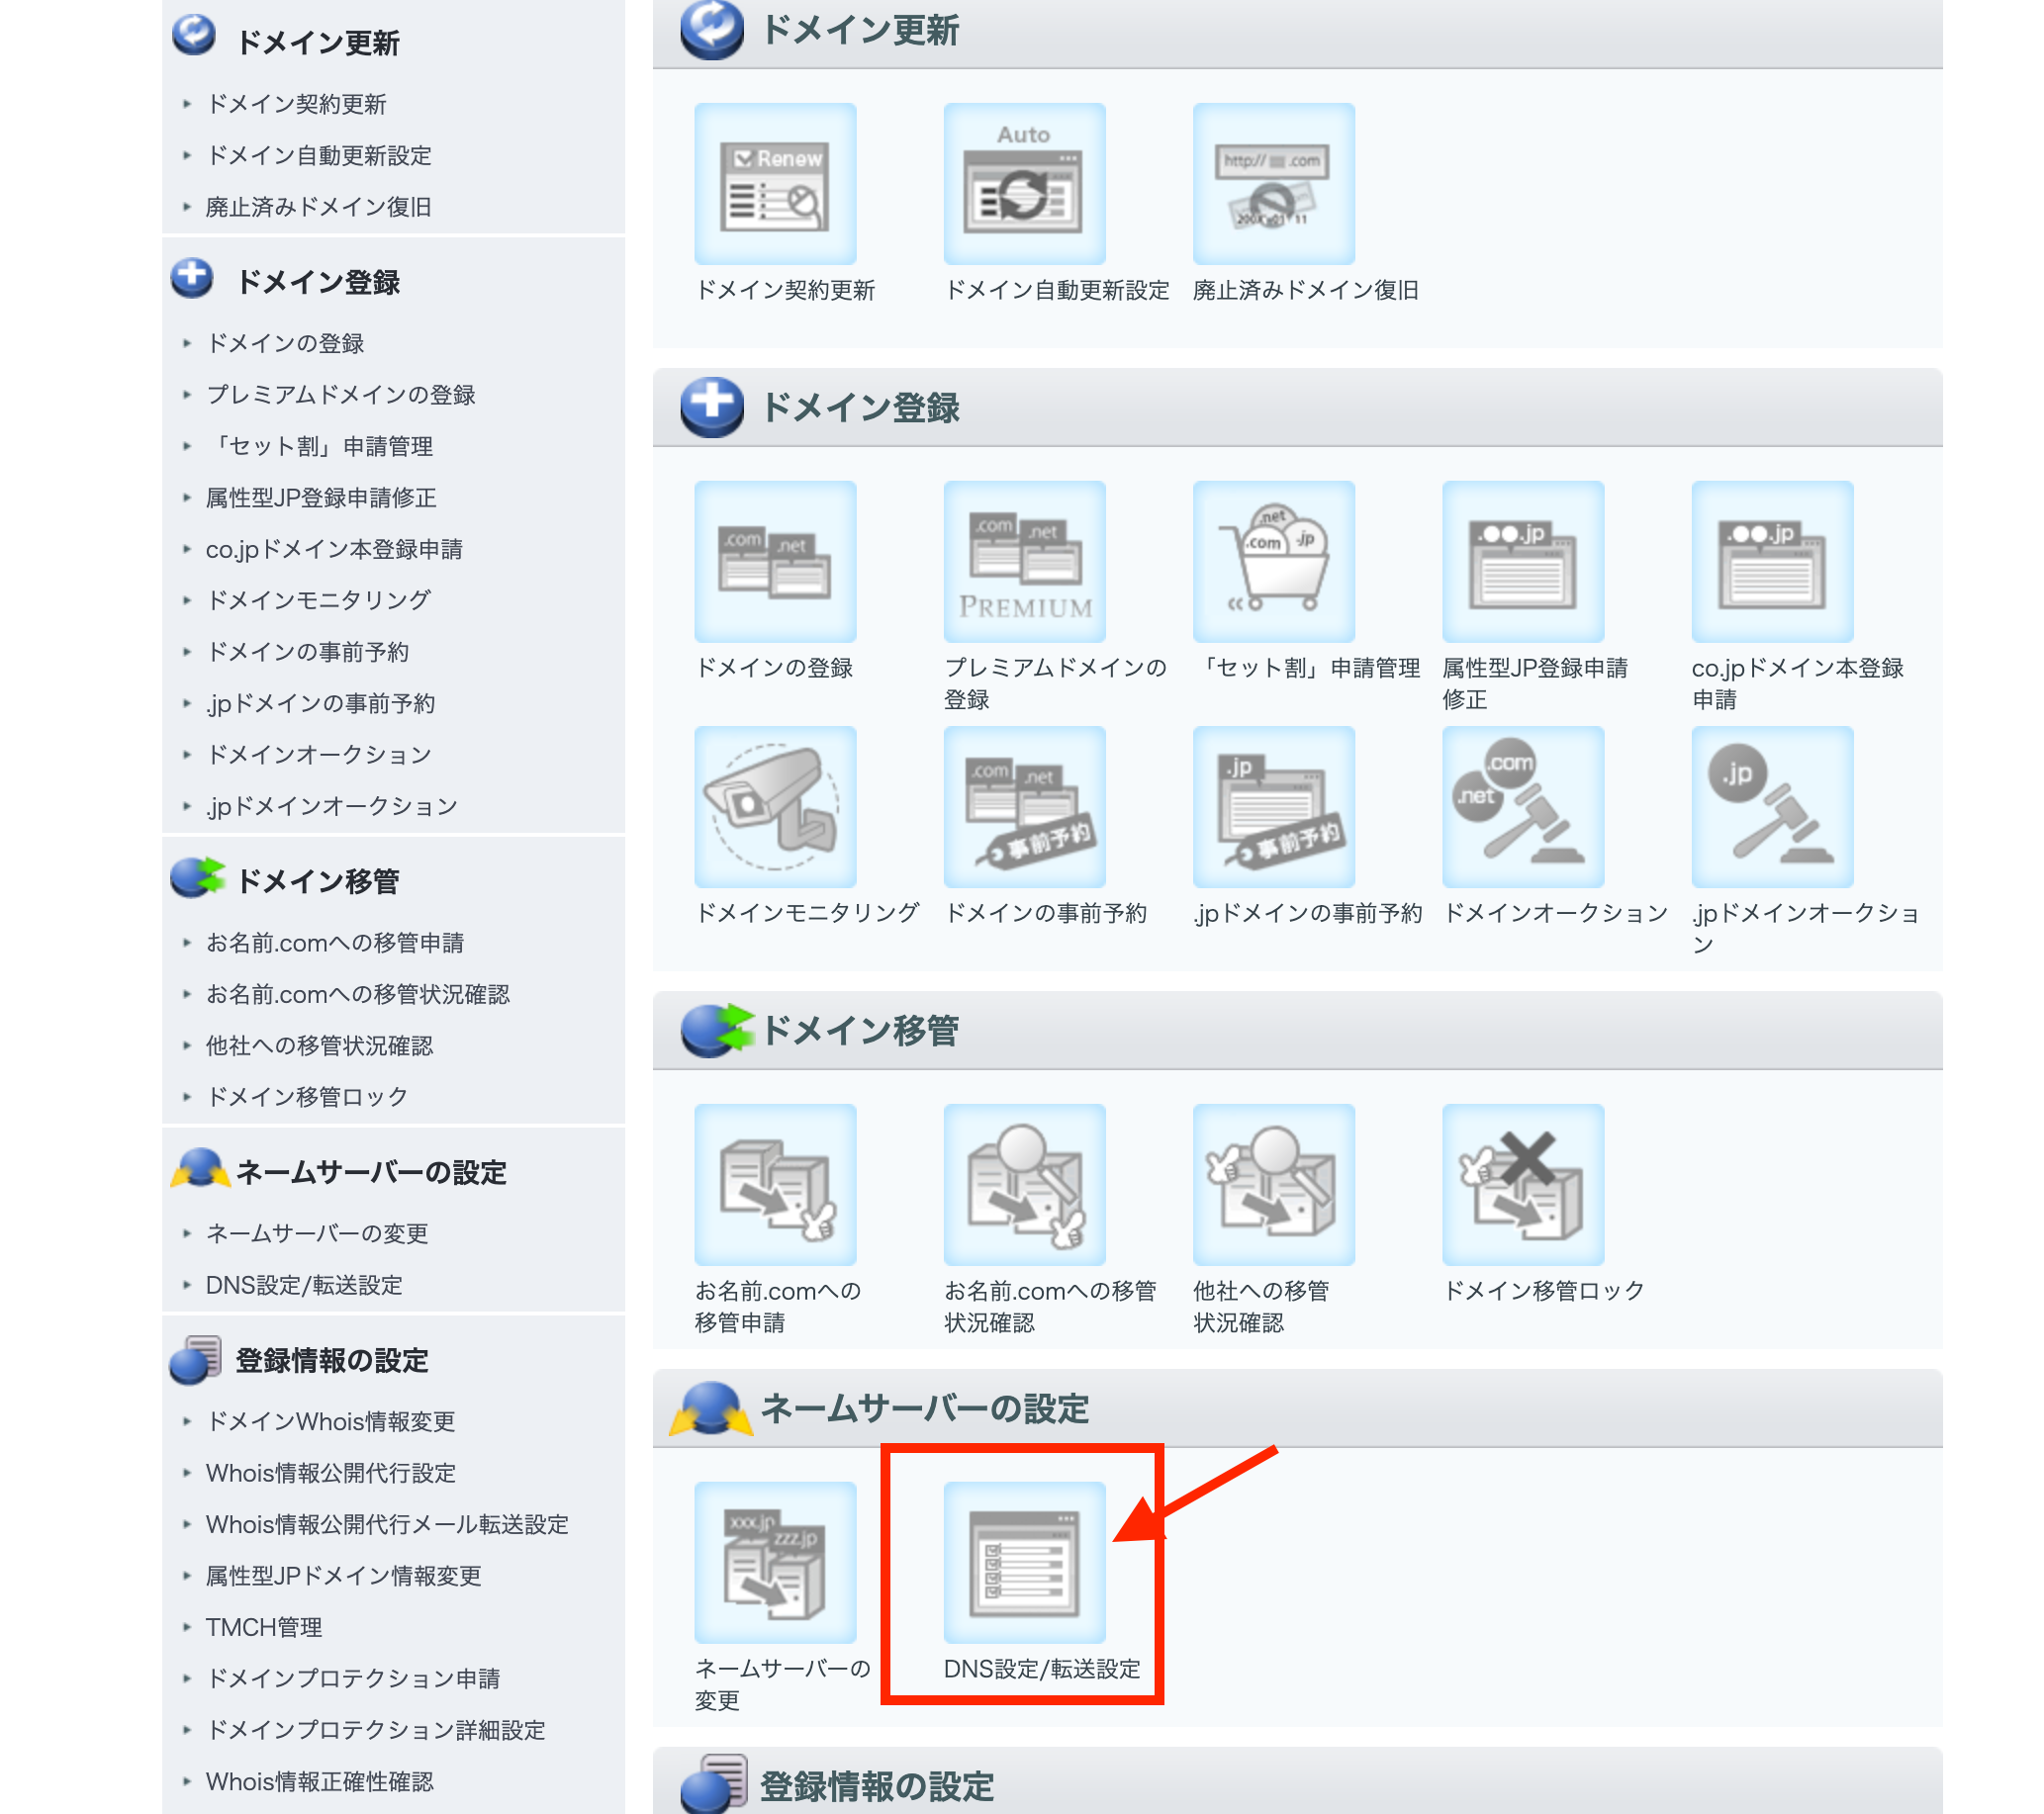 ドメイン更新
ドメイン契約更新
ドメイン自動更新設定
廃止済みドメイン復旧
ドメイン登録
ドメインの登録
プレミアムドメインの登録
「セット割」申請管理
属性型JP登録申請修正
co.jpドメイン本登録申請
ドメインモニタリング
ドメインの事前予約
.jpドメインの事前予約
ドメインオークション
.jpドメインオークション
ドメイン移管
お名前.comへの移管申請
お名前.comへの移管状況確認
他社への移管状況確認
ドメイン移管ロック
ネームサーバーの設定
ネームサーバーの変更
DNS設定/転送設定
登録情報の設定
ドメインWhois情報変更
Whois情報公開代行設定
Whois情報公開代行メール転送設定
属性型JPドメイン情報変更
TMCH管理
ドメインプロテクション申請
ドメインプロテクション詳細設定
Whois情報正確性確認
ドメイン更新
Renew
Auto
http:// .com
ドメイン契約更新
ドメイン自動更新設定
廃止済みドメイン復旧
ドメイン登録
.com .net
.com .net
PREMIUM
.net
.com .jp
.●●.jp
.●●.jp
ドメインの登録
プレミアムドメインの
登録
「セット割」申請管理
属性型JP登録申請
修正
co.jpドメイン本登録
申請
.com .net
事前予約
.jp
事前予約
.com
.net
.jp
ドメインモニタリング
ドメインの事前予約
.jpドメインの事前予約
ドメインオークション
.jpドメインオークショ
ン
ドメイン移管
お名前.comへの
移管申請
お名前.comへの移管
状況確認
他社への移管
状況確認
ドメイン移管ロック
ネームサーバーの設定
xxx.jp
zzz.jp
ネームサーバーの
変更
DNS設定/転送設定
登録情報の設定